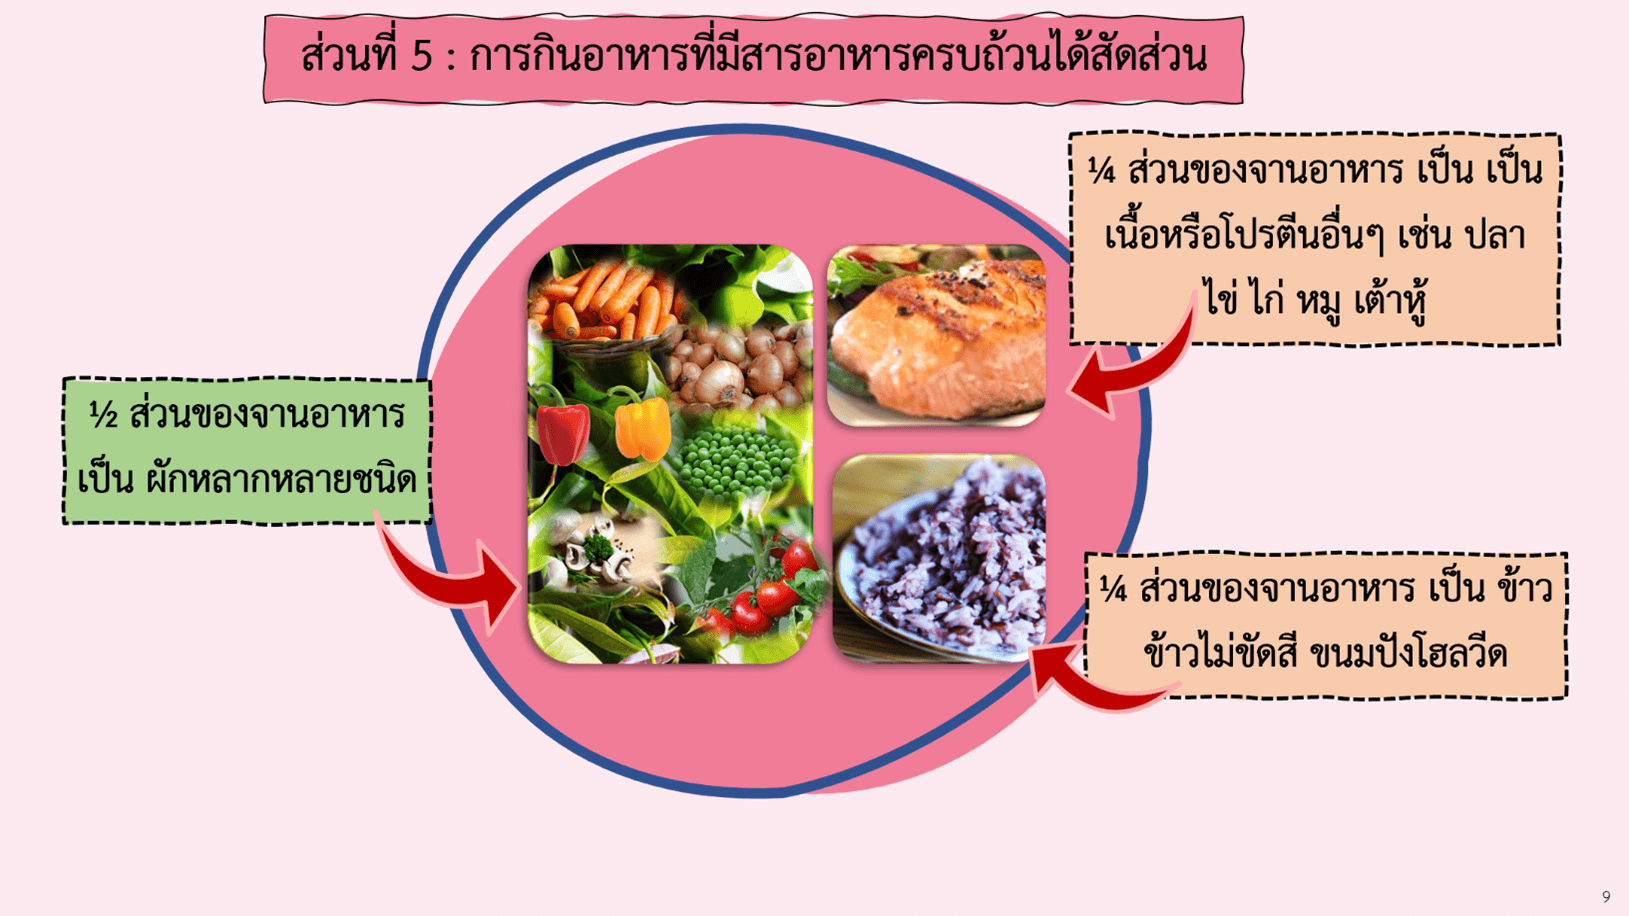 ส่วนที่ 5 : การกินอาหารที่มีสารอาหารครบถ้วนได้สัดส่วน
¼ ส่วนของจานอาหาร เป็น เป็น
เนื้อหรือโปรตีนอื่นๆ เช่น ปลา
ไข่ ไก่ หมู เต้าหู้
½ ส่วนของจานอาหาร
เป็น ผักหลากหลายชนิด
¼ ส่วนของจานอาหาร เป็น ข้าว
ข้าวไม่ขัดสี ขนมปังโฮลวีด
9